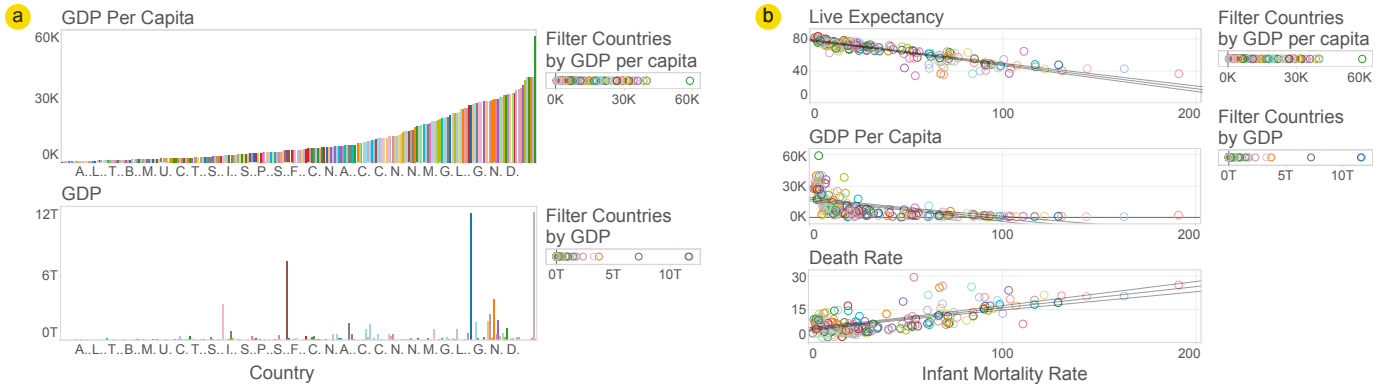 a
GDP Per Capita
60K
30K
0K
A.. L.. T.. B.. M. U. C. T.. S.. I.. S.. P.. S.. F.. C. N. A.. C. C. N. N. M. G. L.. G. N. D.
Filter Countries
by GDP per capita
0K 30K 60K
GDP
12T
6T
0T
A.. L.. T.. B.. M. U. C. T.. S.. I.. S.. P.. S.. F.. C. N. A.. C. C. N. N. M. G. L.. G. N. D.
Country
Filter Countries
by GDP
0T 5T 10T
b
Live Expectancy
80
40
0
0 100 200
GDP Per Capita
60K
30K
0K
0 100 200
Death Rate
30
15
0
0 100 200
Infant Mortality Rate
Filter Countries
by GDP per capita
0K 30K 60K
Filter Countries
by GDP
0T 5T 10T